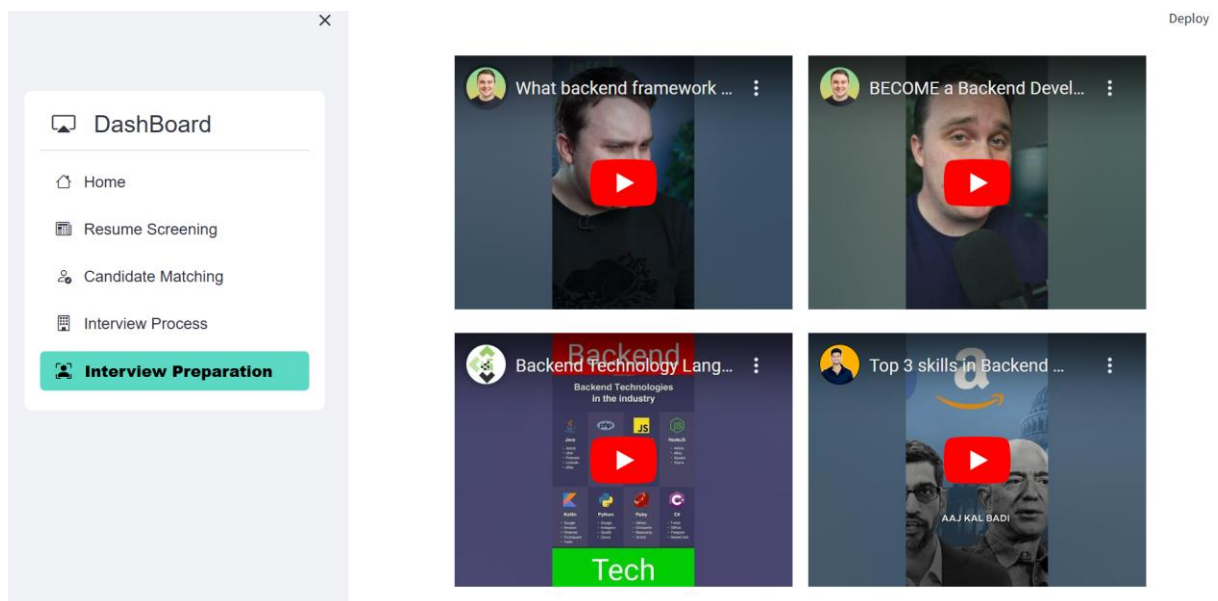 Deploy
DashBoard
Home
Resume Screening
Candidate Matching
Interview Process
Interview Preparation
What backend framework ...
BECOME a Backend Devel...
Backend Technology Lang...
Backend
Backend Technologies
in the industry
JS
Java
NodeJS
Kotlin
Python
Ruby
C#
Tech
Top 3 skills in Backend ...
a
AAJ KAL BADI